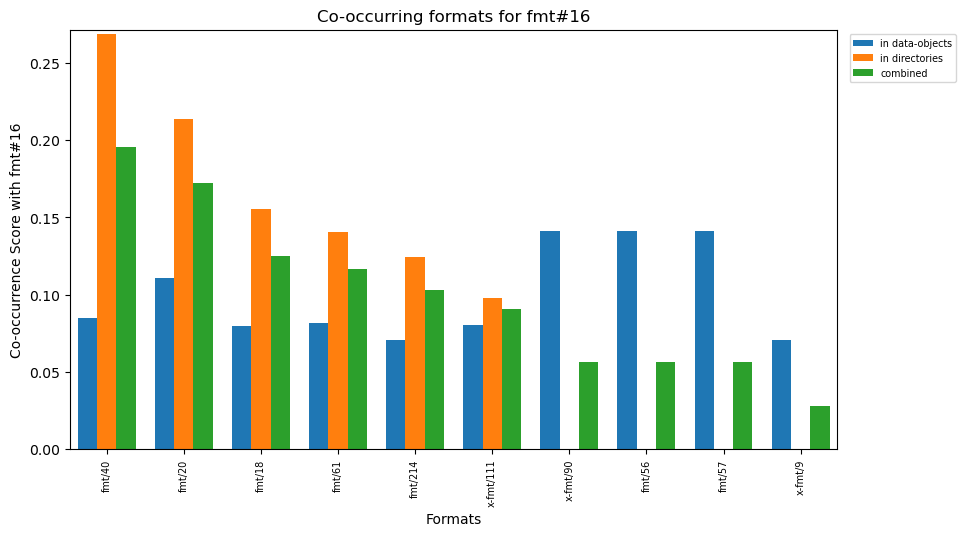 Co-occurring formats for fmt#16
in data-objects
in directories
combined
Co-occurrence Score with fmt#16
0.25
0.20
0.15
0.10
0.05
0.00
fmt/40
fmt/20
fmt/18
fmt/61
fmt/214
x-fmt/111
x-fmt/90
fmt/56
fmt/57
x-fmt/9
Formats